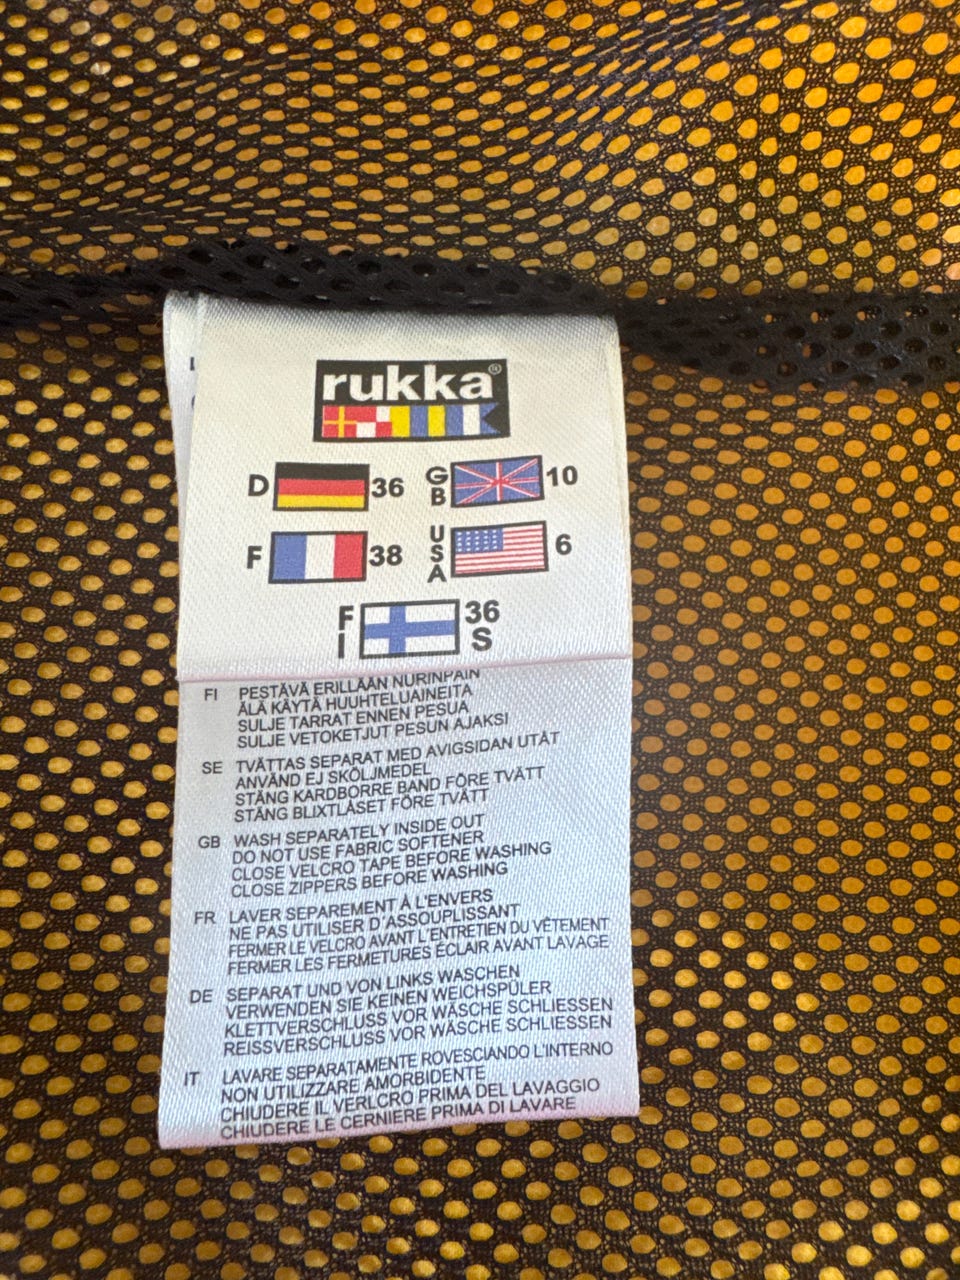 rukka®
D 36 GB 10
F 38 USA 6
FI 36 S
FI PESTÄVÄ ERILLÄÄN NURINPÄIN
ÄLÄ KÄYTÄ HUUHTELUAINEITA
SULJE TARRAT ENNEN PESUA
SULJE VETOKETJUT PESUN AJAKSI
SE TVÄTTAS SEPARAT MED AVIGSIDAN UTÅT
ANVÄND EJ SKÖLJMEDEL
STÄNG KARDBORRE BAND FÖRE TVÄTT
STÄNG BLIXTLÅSET FÖRE TVÄTT
GB WASH SEPARATELY INSIDE OUT
DO NOT USE FABRIC SOFTENER
CLOSE VELCRO TAPE BEFORE WASHING
CLOSE ZIPPERS BEFORE WASHING
FR LAVER SEPAREMENT À L'ENVERS
NE PAS UTILISER D'ASSOUPLISSANT
FERMER LE VELCRO AVANT L'ENTRETIEN DU VÊTEMENT
FERMER LES FERMETURES ÉCLAIR AVANT LAVAGE
DE SEPARAT UND VON LINKS WASCHEN
VERWENDEN SIE KEINEN WEICHSPÜLER
KLETTVERSCHLUSS VOR WÄSCHE SCHLIESSEN
REISSVERSCHLUSS VOR WÄSCHE SCHLIESSEN
IT LAVARE SEPARATAMENTE ROVESCIANDO L'INTERNO
NON UTILIZZARE AMORBIDENTE
CHIUDERE IL VERLCRO PRIMA DEL LAVAGGIO
CHIUDERE LE CERNIERE PRIMA DI LAVARE